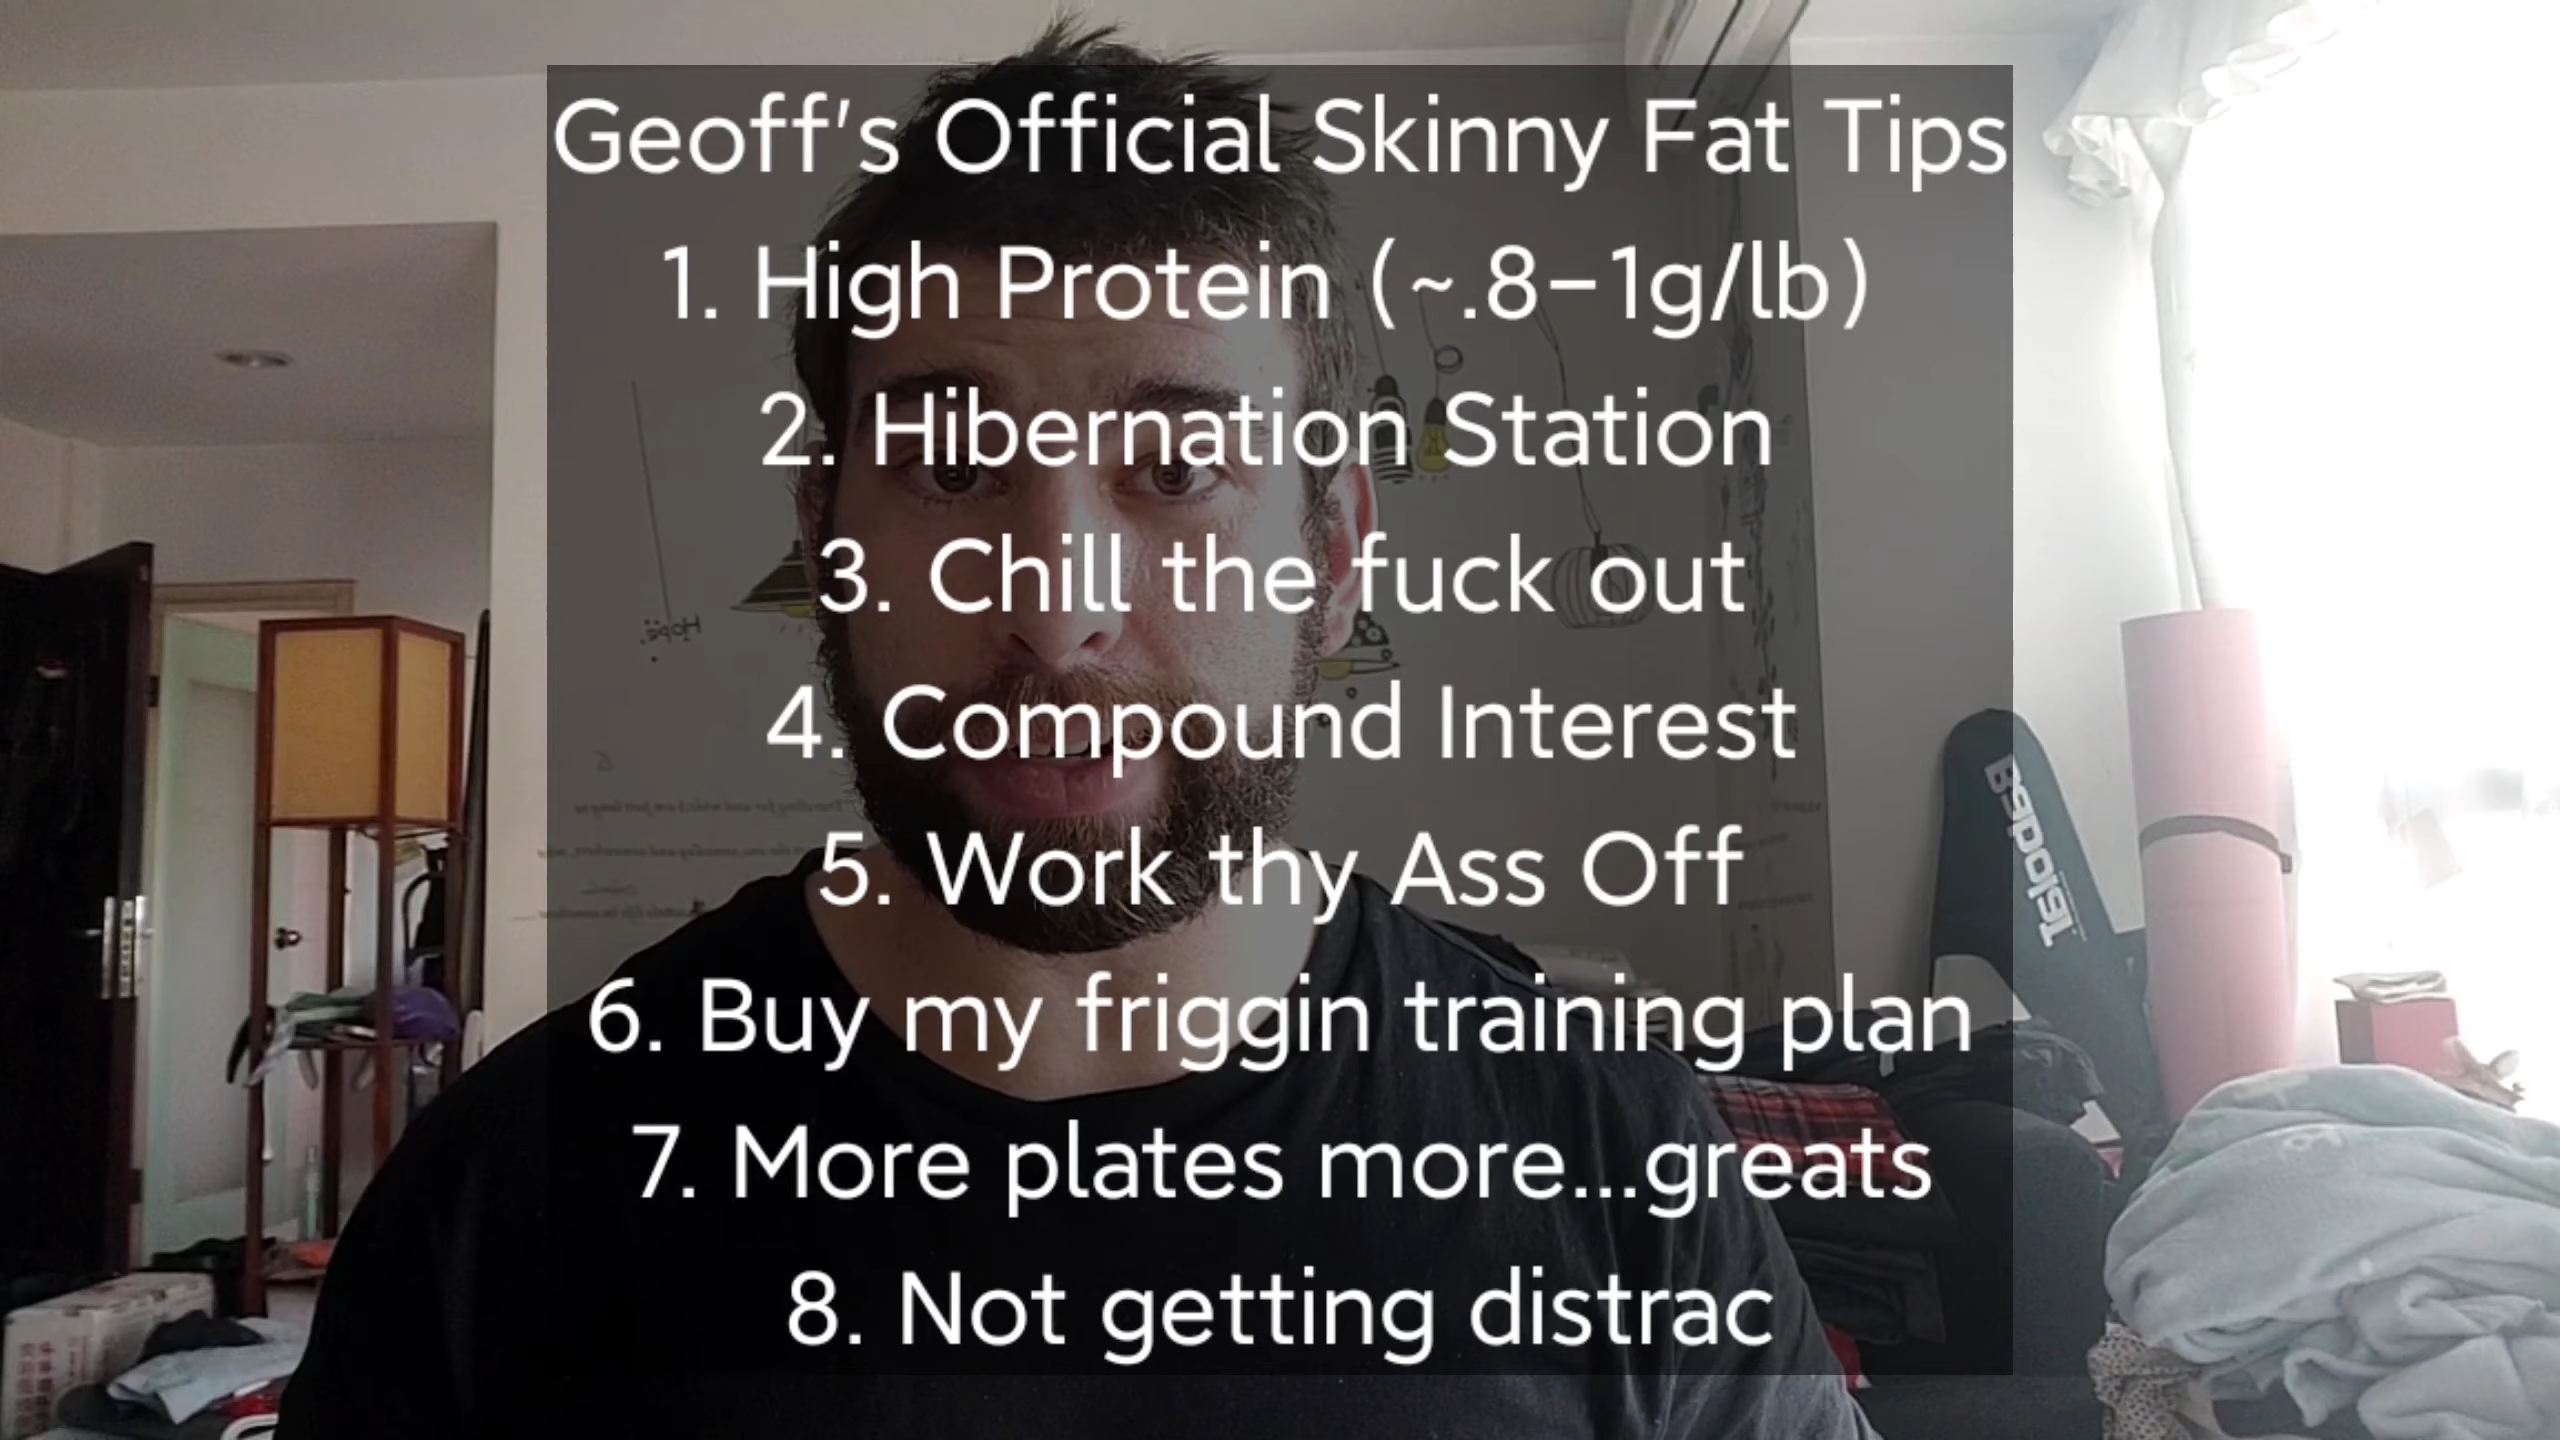 Geoff's Official Skinny Fat Tips
1. High Protein (~.8-1g/lb)
2. Hibernation Station
3. Chill the fuck out
4. Compound Interest
5. Work thy Ass Off
6. Buy my friggin training plan
7. More plates more...greats
8. Not getting distrac
Hope,